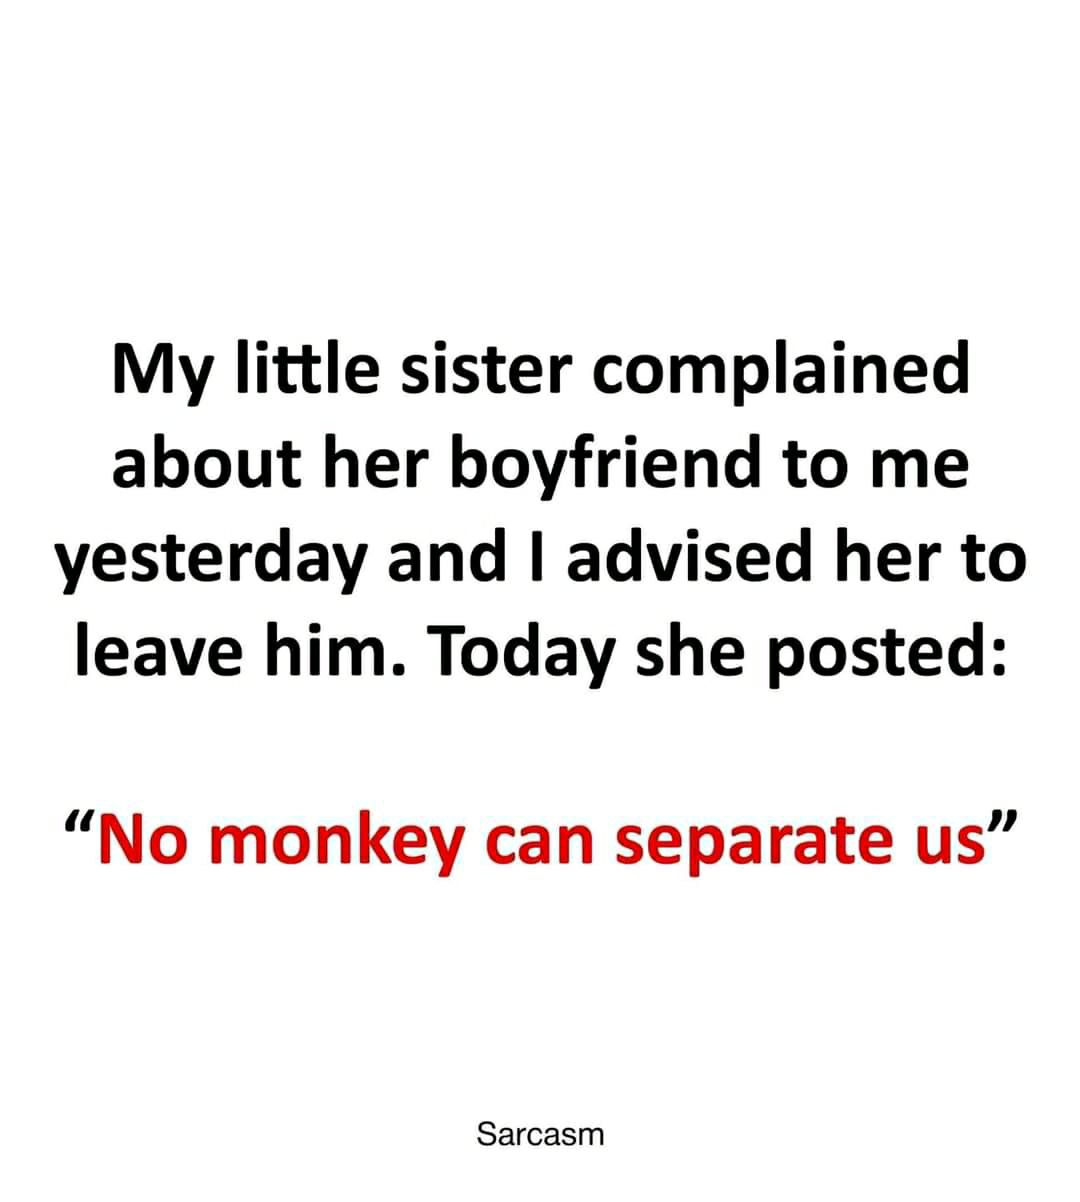 My little sister complained
about her boyfriend to me
yesterday and I advised her to
leave him. Today she posted:
“No monkey can separate us”
Sarcasm